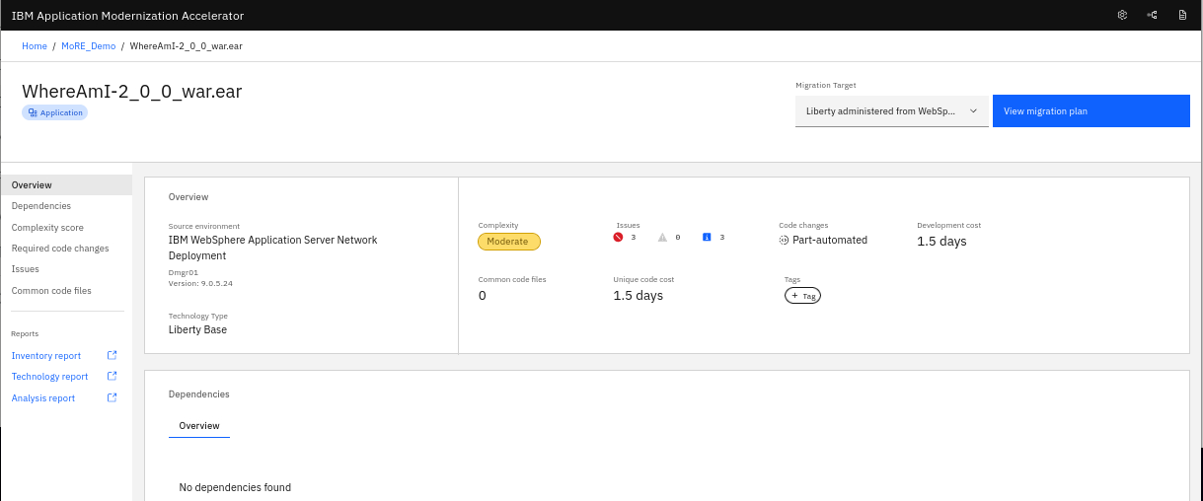 IBM Application Modernization Accelerator
Home / MoRE_Demo / WhereAmI-2_0_0_war.ear
WhereAmI-2_0_0_war.ear
Application
Migration Target
Liberty administered from WebSp...
View migration plan
Overview
Dependencies
Complexity score
Required code changes
Issues
Common code files
Reports
Inventory report
Technology report
Analysis report
Overview
Source environment
IBM WebSphere Application Server Network
Deployment
Dmgr01
Version: 9.0.5.24
Technology Type
Liberty Base
Complexity
Moderate
Issues
3 0 3
Code changes
Part-automated
Development cost
1.5 days
Common code files
0
Unique code cost
1.5 days
Tags
+ Tag
Dependencies
Overview
No dependencies found